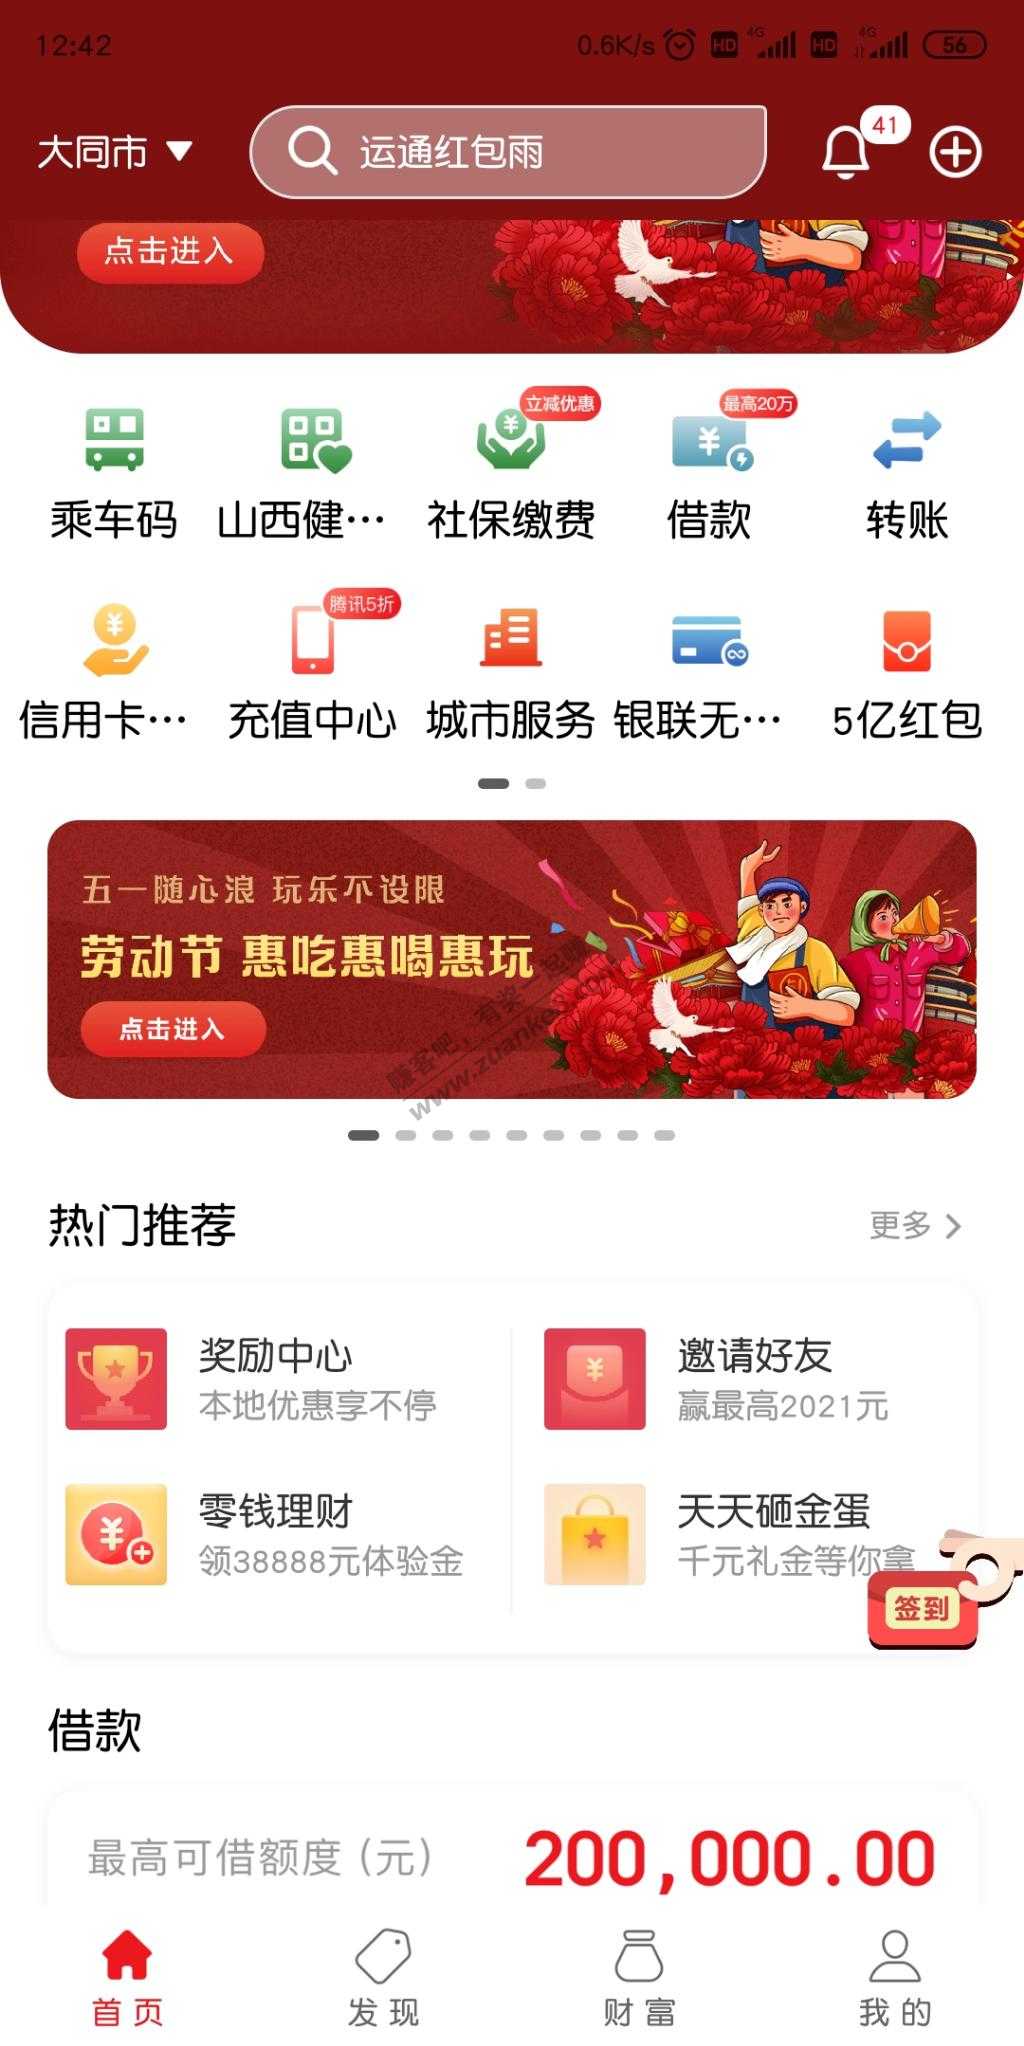 12:42
0.6K/s HD 4G HD 4G 56
大同市 运通红包雨 41
点击进入
立减优惠 最高20万
乘车码 山西健··· 社保缴费 借款 转账
腾讯5折
信用卡··· 充值中心 城市服务 银联无··· 5亿红包
五一随心浪 玩乐不设限
劳动节 惠吃惠喝惠玩
点击进入
赚客吧，有奖一起赚
www.zuanke8.com
热门推荐 更多
奖励中心 邀请好友
本地优惠享不停 赢最高2021元
零钱理财 天天砸金蛋
领38888元体验金 千元礼金等你拿
签到
借款
最高可借额度（元） 200,000.00
首页 发现 财富 我的